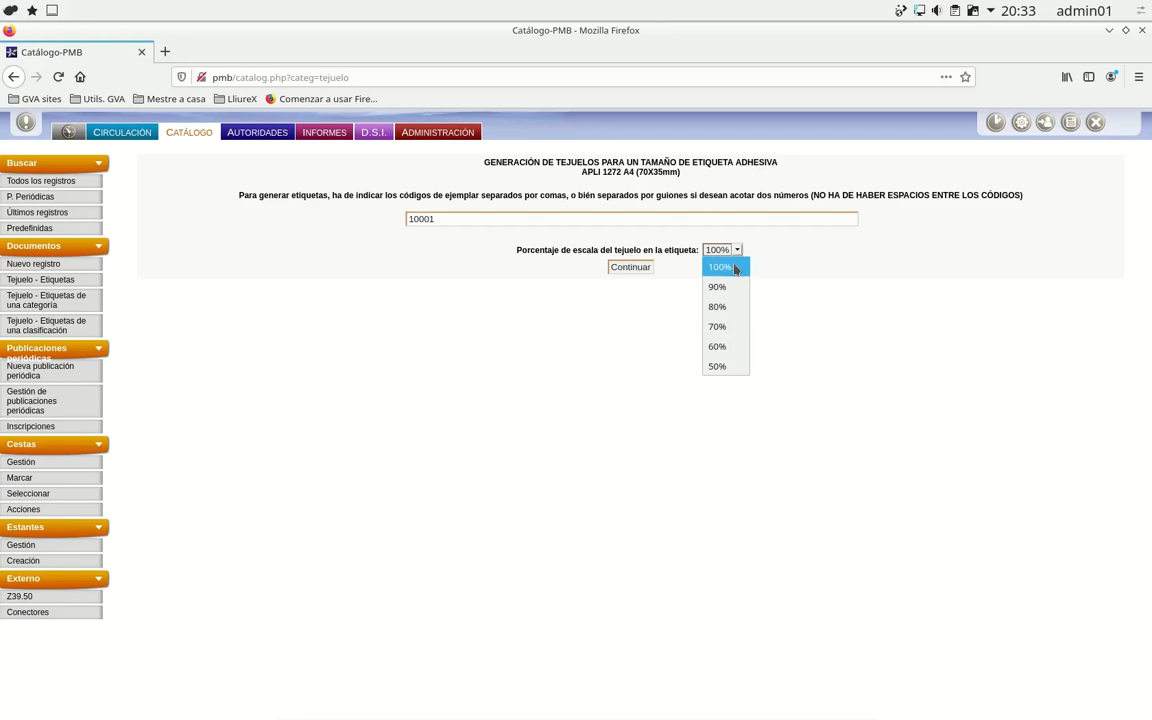 20:33 admin01
Catálogo-PMB - Mozilla Firefox
Catálogo-PMB
pmb/catalog.php?categ=tejuelo
GVA sites Utils. GVA Mestre a casa LliureX Comenzar a usar Fire...
CIRCULACIÓN CATÁLOGO AUTORIDADES INFORMES D.S.I. ADMINISTRACIÓN
Buscar
Todos los registros
P. Periódicas
Últimos registros
Predefinidas
Documentos
Nuevo registro
Tejuelo - Etiquetas
Tejuelo - Etiquetas de
una categoría
Tejuelo - Etiquetas de
una clasificación
Publicaciones
periódicas
Nueva publicación
periódica
Gestión de
publicaciones
periódicas
Inscripciones
Cestas
Gestión
Marcar
Seleccionar
Acciones
Estantes
Gestión
Creación
Externo
Z39.50
Conectores
GENERACIÓN DE TEJUELOS PARA UN TAMAÑO DE ETIQUETA ADHESIVA
APLI 1272 A4 (70X35mm)
Para generar etiquetas, ha de indicar los códigos de ejemplar separados por comas, o bién separados por guiones si desean acotar dos números (NO HA DE HABER ESPACIOS ENTRE LOS CÓDIGOS)
10001
Porcentaje de escala del tejuelo en la etiqueta: 100%
Continuar
100%
90%
80%
70%
60%
50%